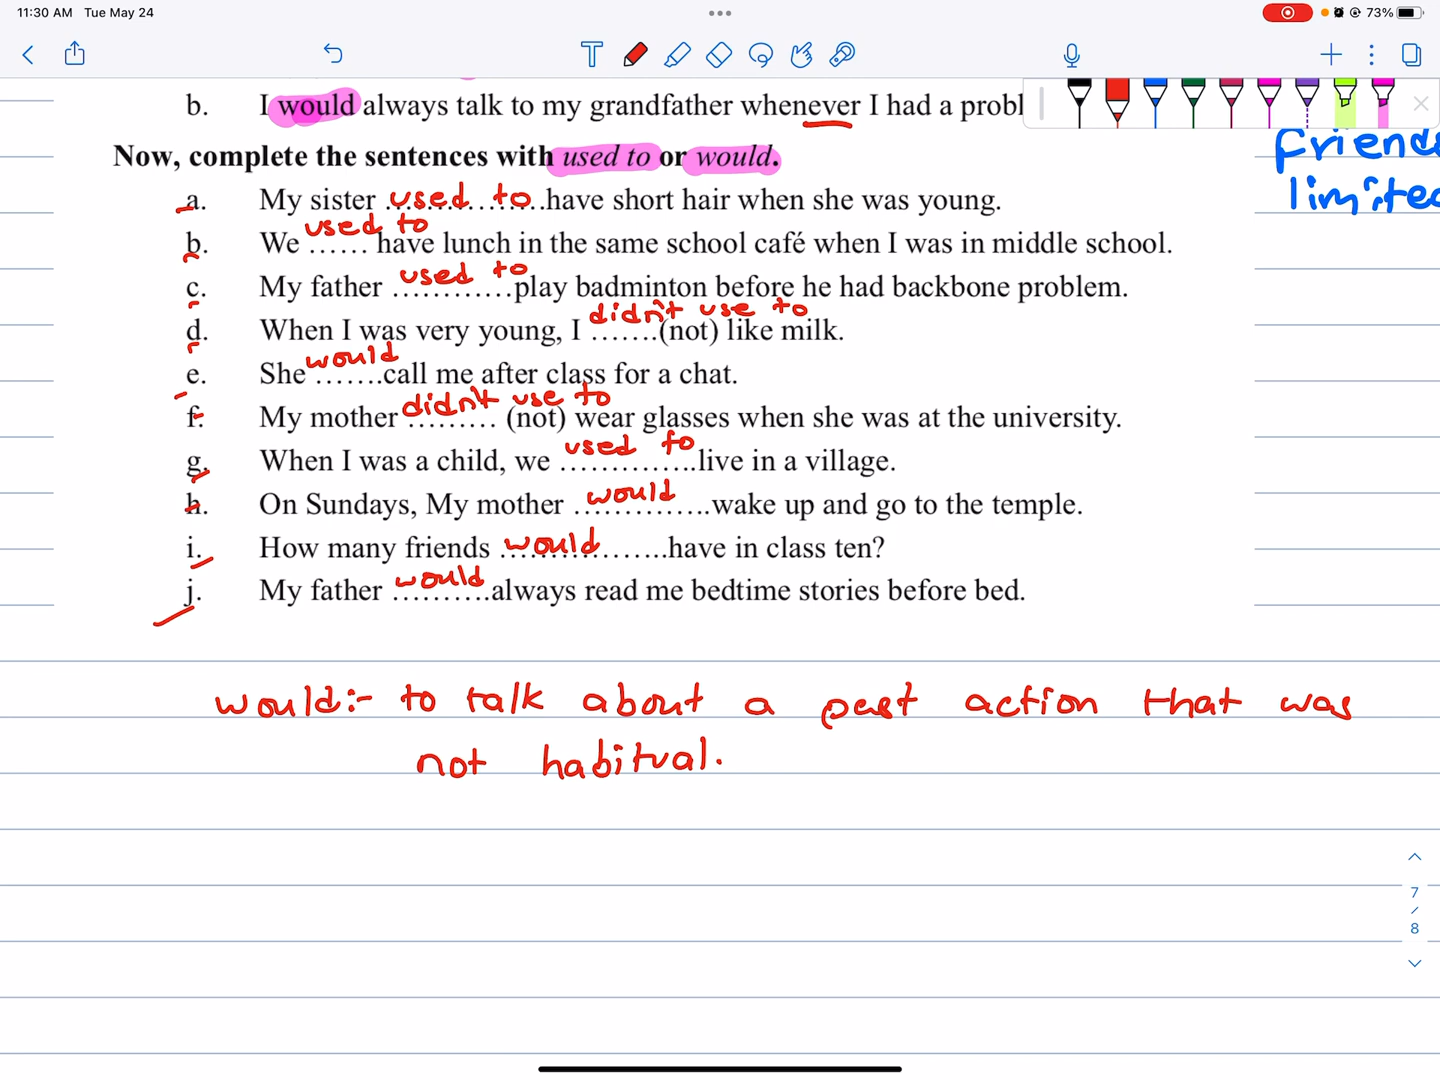 11:30 AM Tue May 24
73%
b. I would always talk to my grandfather whenever I had a probl
Friends
limited
Now, complete the sentences with used to or would.
a. My sister used to have short hair when she was young.
b. We used to have lunch in the same school café when I was in middle school.
c. My father used to play badminton before he had backbone problem.
d. When I was very young, I didn't use to (not) like milk.
e. She would call me after class for a chat.
f. My mother didn't use to (not) wear glasses when she was at the university.
g. When I was a child, we used to live in a village.
h. On Sundays, My mother would wake up and go to the temple.
i. How many friends would have in class ten?
j. My father would always read me bedtime stories before bed.
would:- to talk about a past action that was
not habitual.
7
/
8